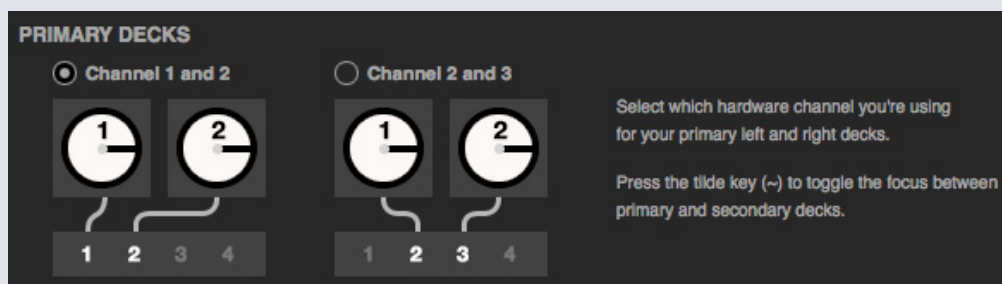 PRIMARY DECKS
Channel 1 and 2
Channel 2 and 3
1 2
1 2
1 2 3 4
1 2 3 4
Select which hardware channel you're using
for your primary left and right decks.
Press the tilde key (~) to toggle the focus between
primary and secondary decks.